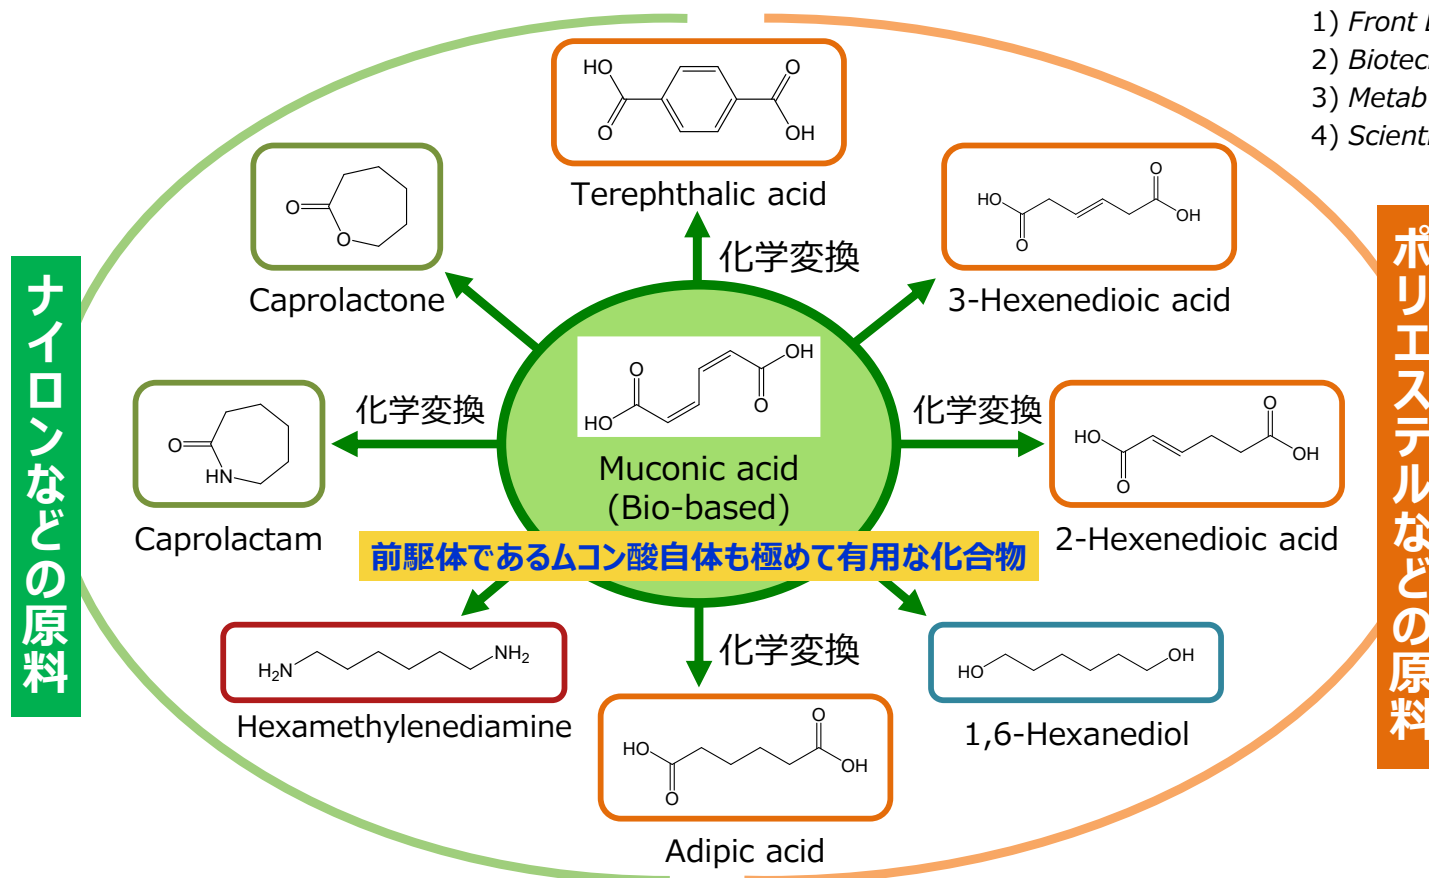 1) Front
2)
3) Metab
4)
HO
O
O
OH
Terephthalic acid
O
O
Caprolactone
化学変換
HO
O
O
OH
3-Hexenedioic acid
ナイロンなどの原料
ポリエステルなどの原料
O
OH
HO
O
Muconic acid
(Bio-based)
化学変換
O
HN
Caprolactam
化学変換
HO
O
O
OH
2-Hexenedioic acid
前駆体であるムコン酸自体も極めて有用な化合物
H2N
NH2
Hexamethylenediamine
化学変換
HO
O
O
OH
Adipic acid
HO
OH
1,6-Hexanediol